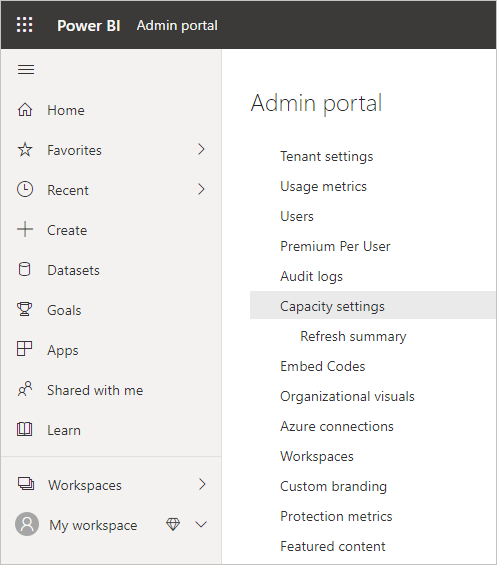 Power BI Admin portal
Home
Favorites
Recent
Create
Datasets
Goals
Apps
Shared with me
Learn
Workspaces
My workspace
Admin portal
Tenant settings
Usage metrics
Users
Premium Per User
Audit logs
Capacity settings
Refresh summary
Embed Codes
Organizational visuals
Azure connections
Workspaces
Custom branding
Protection metrics
Featured content